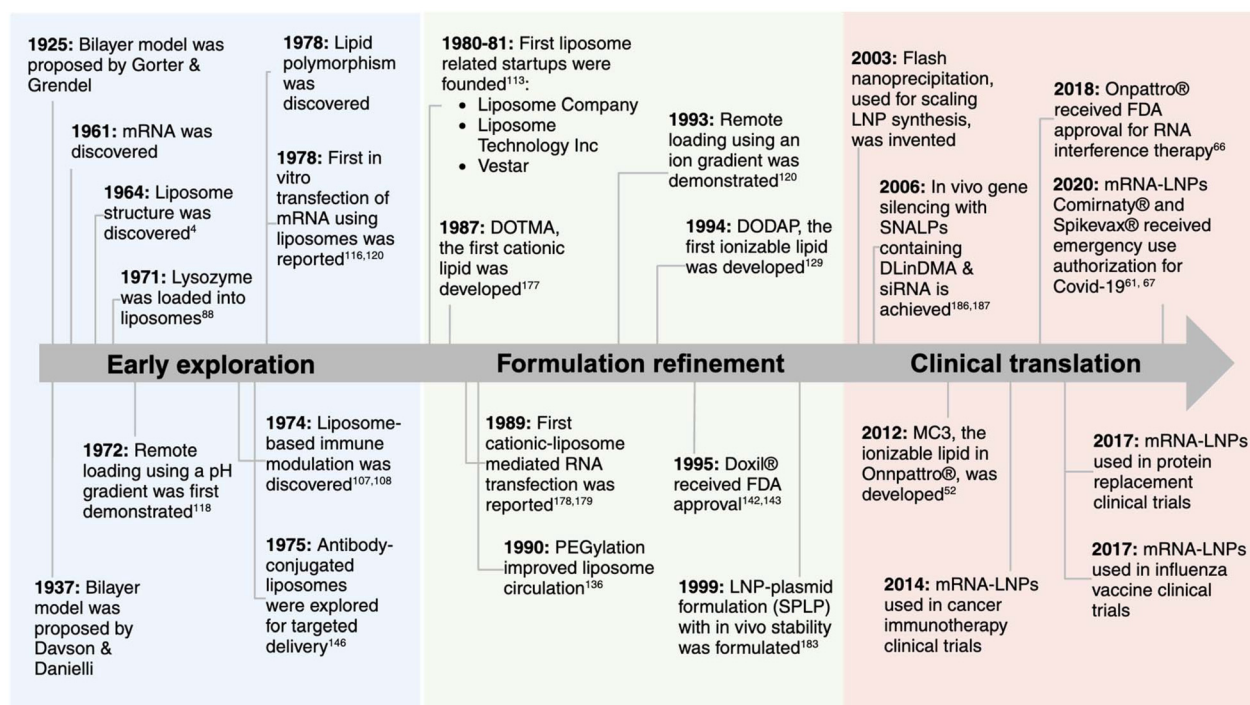 1925: Bilayer model was
proposed by Gorter &
Grendel
1961: mRNA was
discovered
1964: Liposome
structure was
discovered4
1971: Lysozyme
was loaded into
liposomes88
1978: Lipid
polymorphism
was
discovered
1978: First in
vitro
transfection of
mRNA using
liposomes was
reported116,120
1980-81: First liposome
related startups were
founded113:
• Liposome Company
• Liposome
Technology Inc
• Vestar
1987: DOTMA,
the first cationic
lipid was
developed177
1993: Remote
loading using an
ion gradient was
demonstrated120
1994: DODAP, the
first ionizable lipid
was developed129
2003: Flash
nanoprecipitation,
used for scaling
LNP synthesis,
was invented
2006: In vivo gene
silencing with
SNALPs
containing
DLinDMA &
siRNA is
achieved186,187
2018: Onpattro®
received FDA
approval for RNA
interference therapy66
2020: mRNA-LNPs
Comirnaty® and
Spikevax® received
emergency use
authorization for
Covid-1961, 67
Early exploration
Formulation refinement
Clinical translation
1937: Bilayer
model was
proposed by
Davson &
Danielli
1972: Remote
loading using a pH
gradient was first
demonstrated118
1974: Liposome-
based immune
modulation was
discovered107,108
1975: Antibody-
conjugated
liposomes
were explored
for targeted
delivery146
1989: First
cationic-liposome
mediated RNA
transfection was
reported178,179
1990: PEGylation
improved liposome
circulation136
1995: Doxil®
received FDA
approval142,143
1999: LNP-plasmid
formulation (SPLP)
with in vivo stability
was formulated183
2012: MC3, the
ionizable lipid in
Onnpattro®, was
developed52
2014: mRNA-LNPs
used in cancer
immunotherapy
clinical trials
2017: mRNA-LNPs
used in protein
replacement
clinical trials
2017: mRNA-LNPs
used in influenza
vaccine clinical
trials